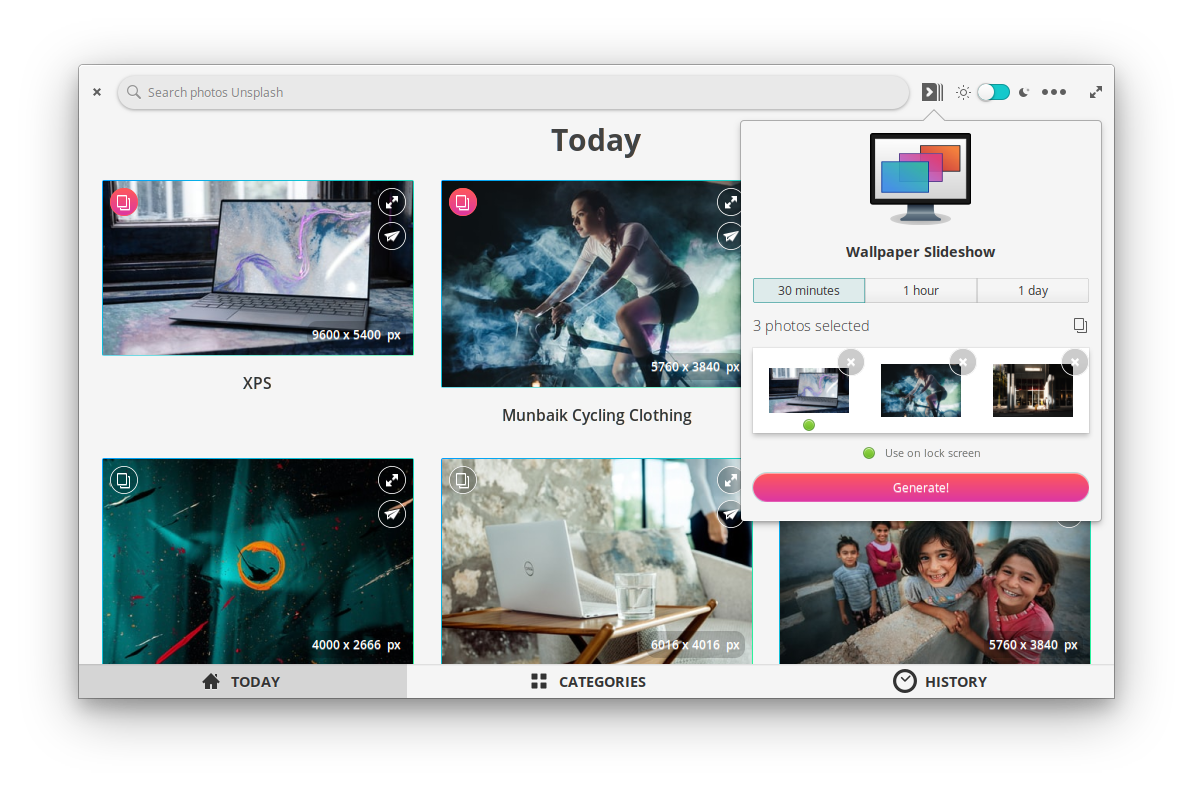 Search photos Unsplash
Today
Wallpaper Slideshow
30 minutes
1 hour
1 day
3 photos selected
Use on lock screen
Generate!
9600 x 5400 px
XPS
5760 x 3840 px
Munbaik Cycling Clothing
4000 x 2666 px
6016 x 4016 px
5760 x 3840 px
TODAY
CATEGORIES
HISTORY